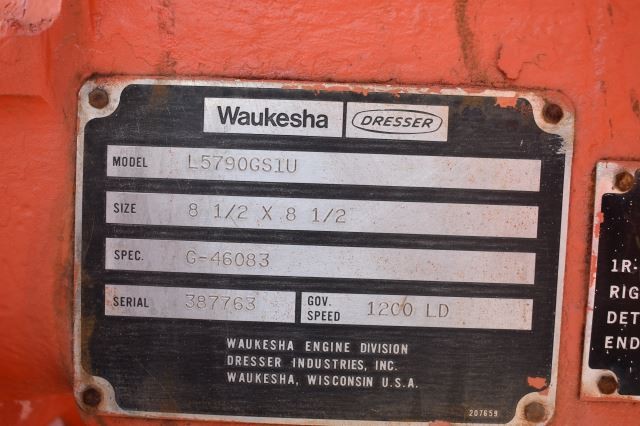 Waukesha DRESSER
MODEL L5790GSIU
SIZE 8 1/2 X 8 1/2
SPEC. G-46083
SERIAL 387763 GOV. SPEED 1200 LD
WAUKESHA ENGINE DIVISION
DRESSER INDUSTRIES, INC.
WAUKESHA, WISCONSIN U.S.A.
207659
1R-
RIG
DET
END